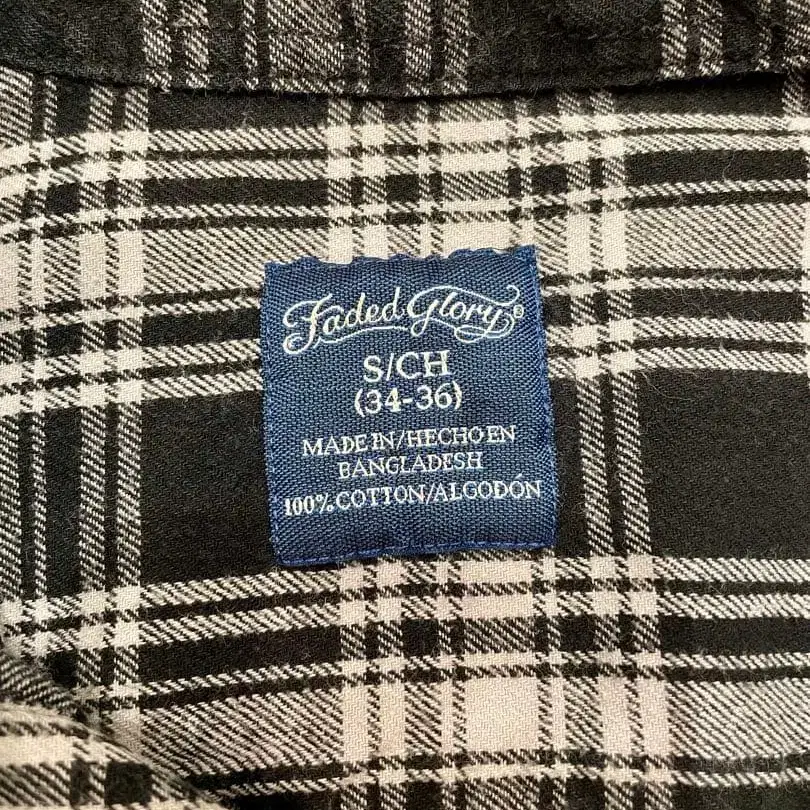 Faded Glory®
S/CH
(34-36)
MADE IN/HECHO EN
BANGLADESH
100% COTTON/ALGODÓN